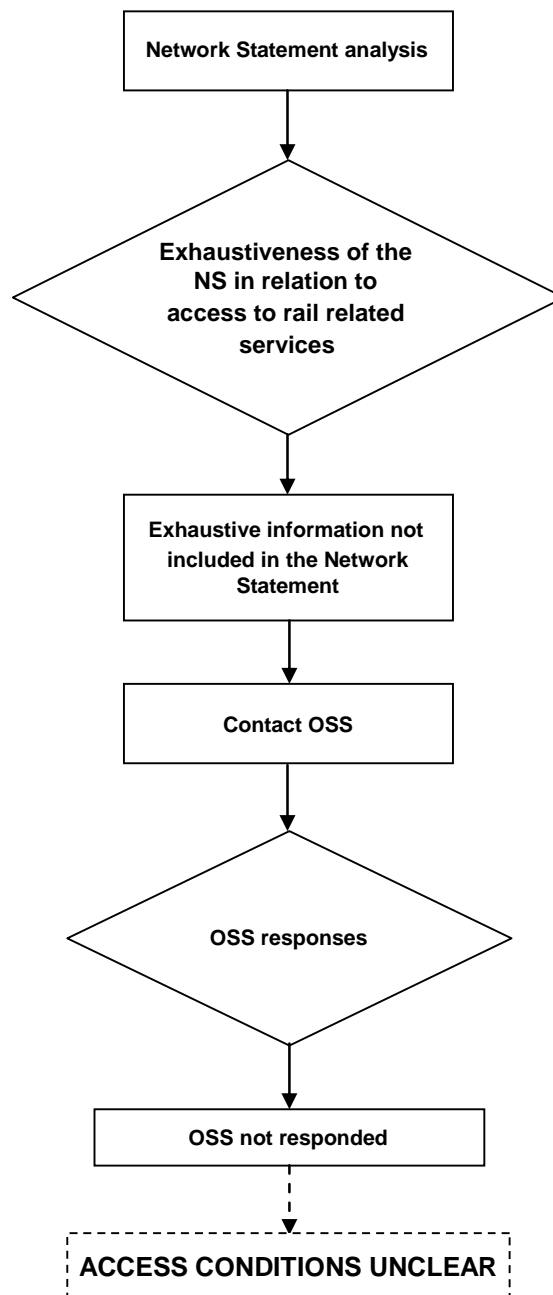 Network Statement analysis
Exhaustiveness of the
NS in relation to
access to rail related
services
Exhaustive information not
included in the Network
Statement
Contact OSS
OSS responses
OSS not responded
ACCESS CONDITIONS UNCLEAR